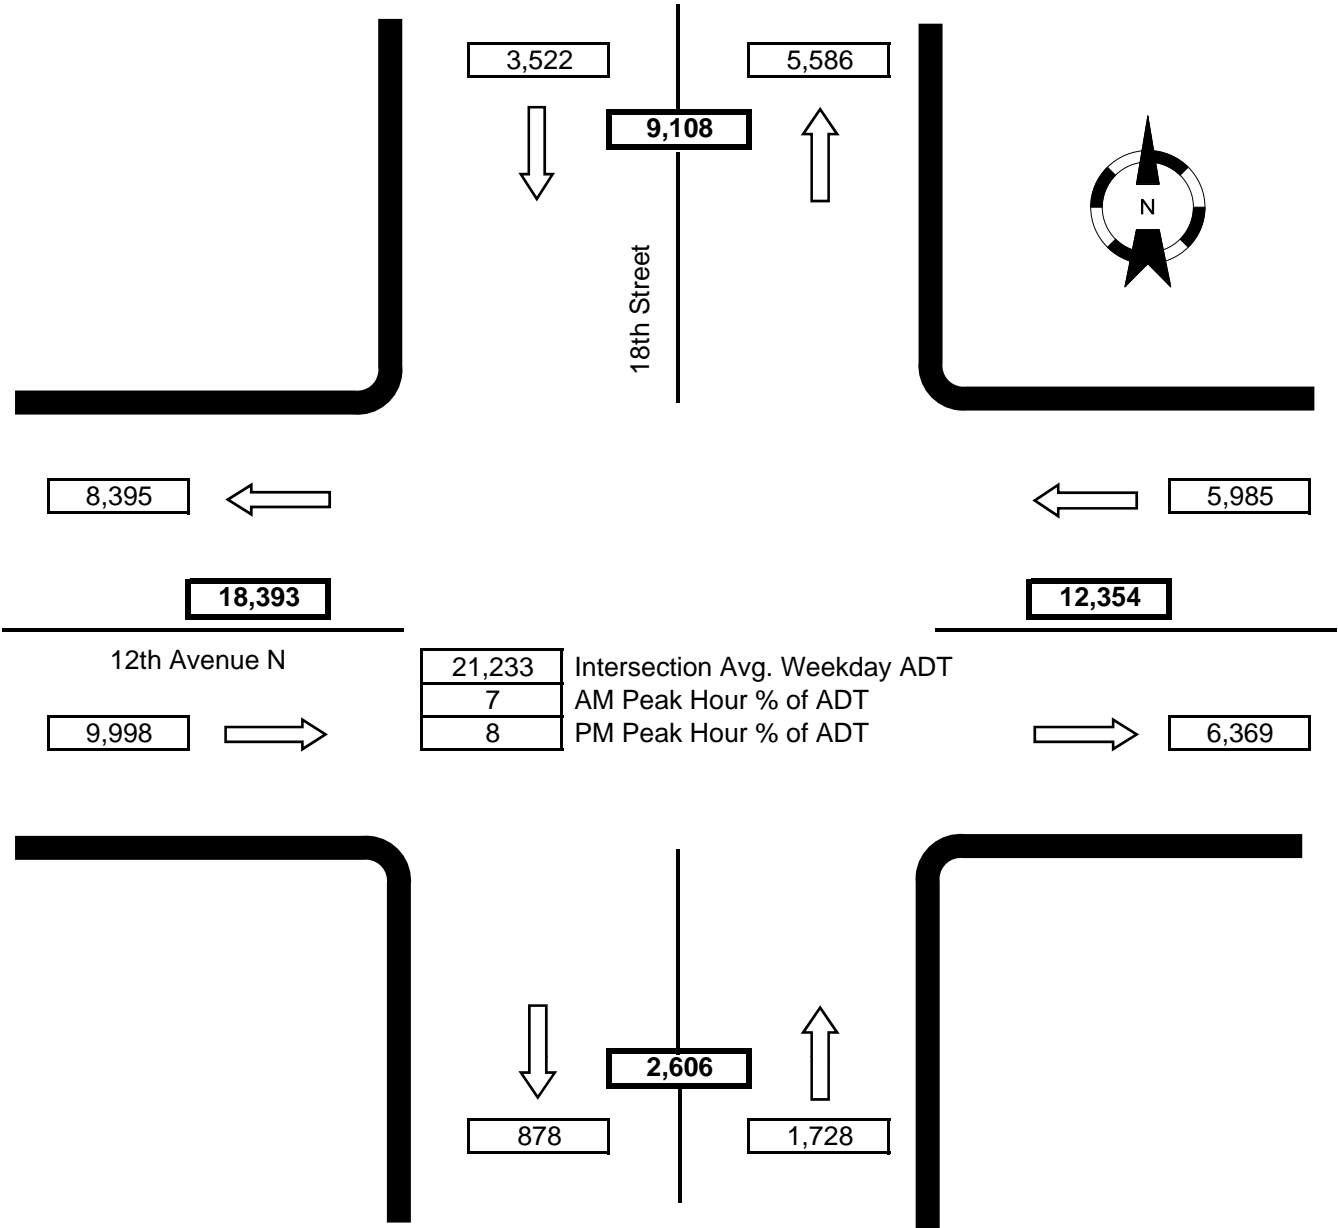 3,522
5,586
9,108
N
18th Street
8,395
5,985
18,393
12,354
12th Avenue N
21,233 Intersection Avg. Weekday ADT
7 AM Peak Hour % of ADT
8 PM Peak Hour % of ADT
9,998
6,369
2,606
878
1,728